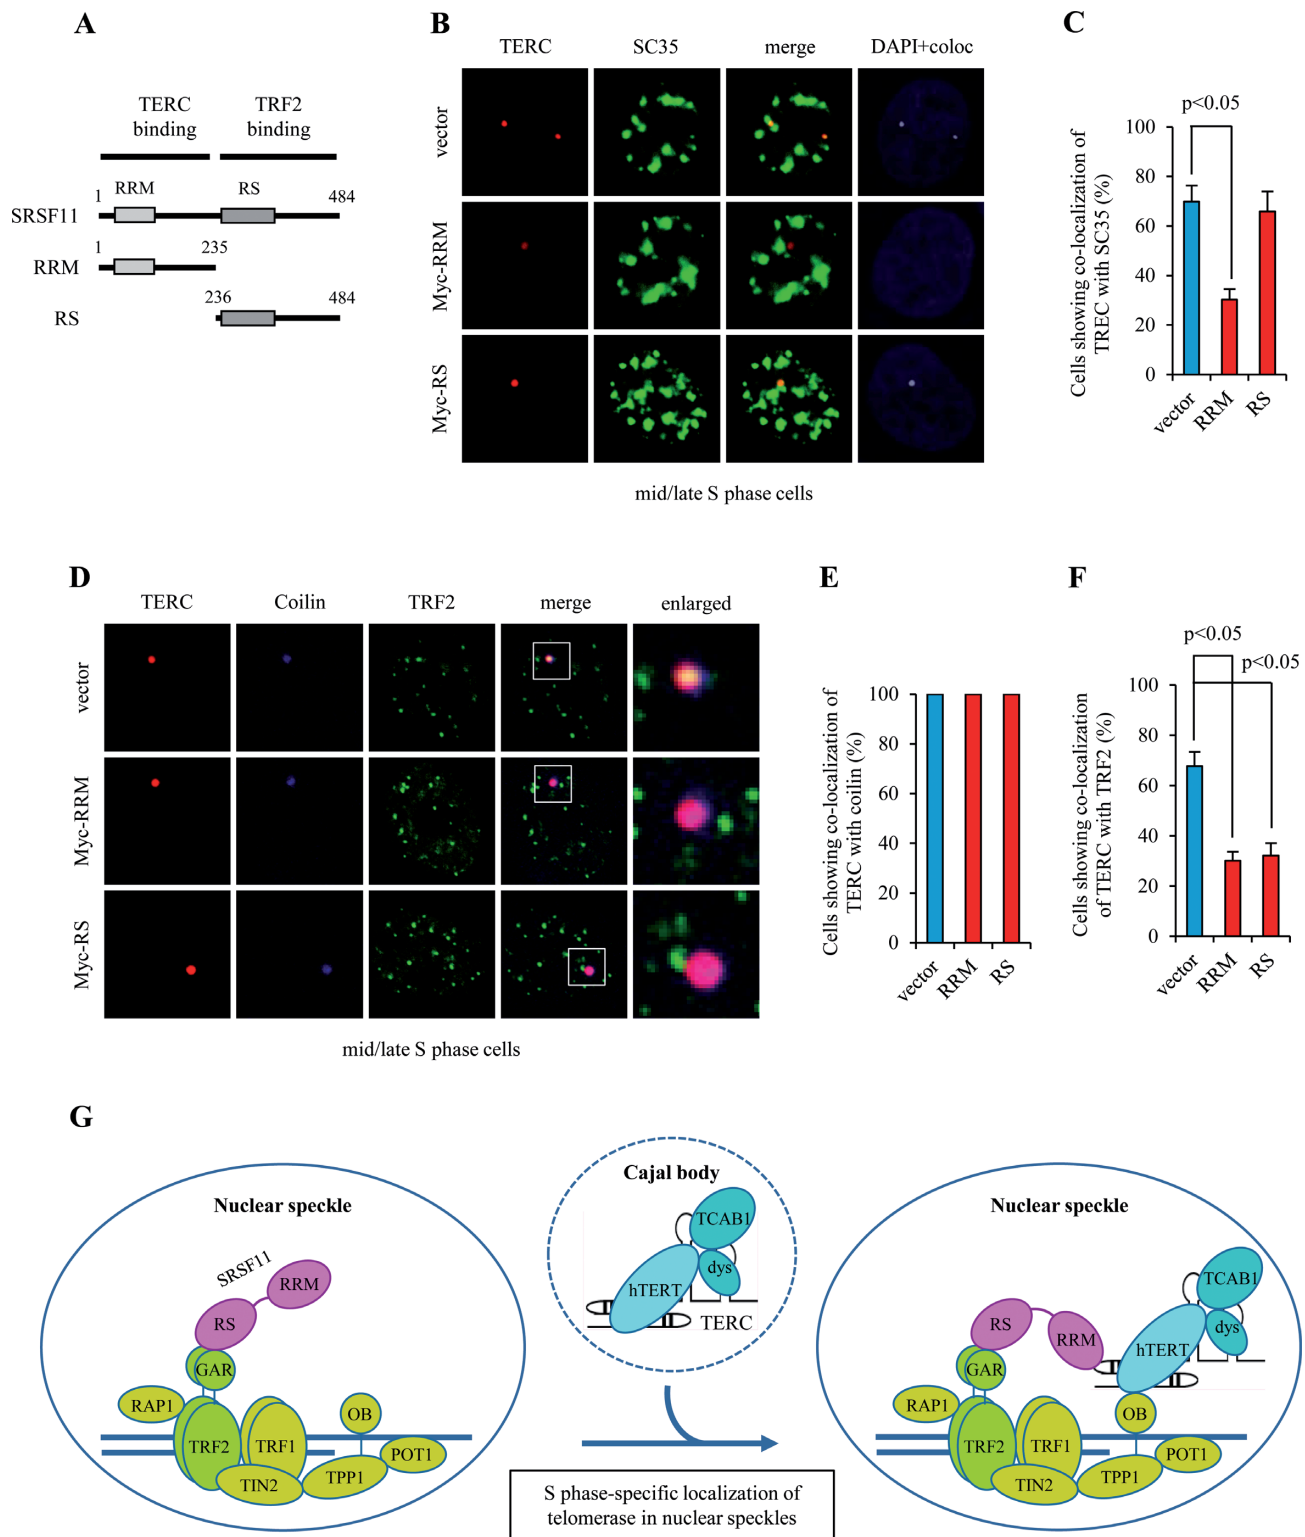 A
TERC
binding
TRF2
binding
1
RRM
RS
484
SRSF11
1
235
RRM
236
484
RS
B
TERC
SC35
merge
DAPI+coloc
vector
Myc-RRM
Myc-RS
mid/late S phase cells
C
p<0.05
Cells showing co-localization of
TREC with SC35 (%)
100
80
60
40
20
0
vector
RRM
RS
D
TERC
Coilin
TRF2
merge
enlarged
vector
Myc-RRM
Myc-RS
mid/late S phase cells
E
Cells showing co-localization of
TERC with coilin (%)
100
80
60
40
20
0
vector
RRM
RS
F
p<0.05
p<0.05
Cells showing co-localization
of TERC with TRF2 (%)
100
80
60
40
20
0
vector
RRM
RS
G
Nuclear speckle
SRSF11
RRM
RS
GAR
RAP1
TRF2
TRF1
OB
POT1
TIN2
TPP1
Cajal body
TCAB1
dys
hTERT
TERC
S phase-specific localization of
telomerase in nuclear speckles
Nuclear speckle
TCAB1
RS
RRM
hTERT
dys
GAR
RAP1
OB
TRF2
TRF1
POT1
TIN2
TPP1